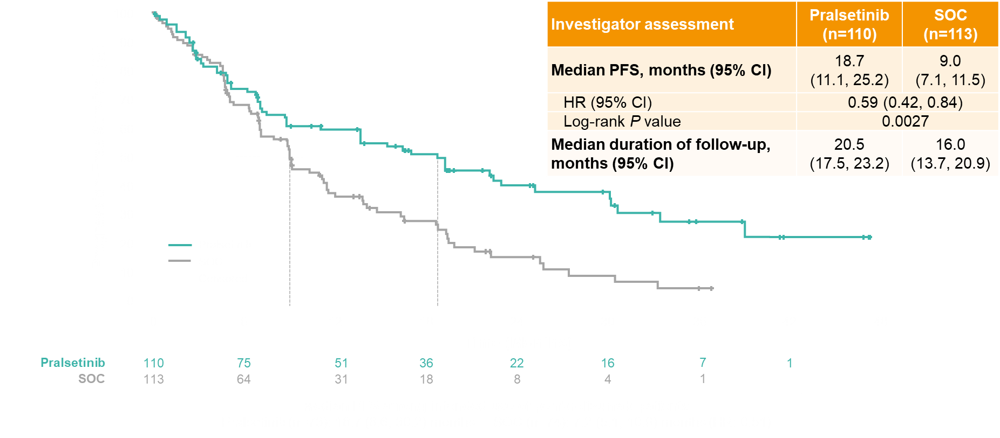 Investigator assessment
Pralsetinib
(n=110)
SOC
(n=113)
Median PFS, months (95% CI)
18.7
(11.1, 25.2)
9.0
(7.1, 11.5)
HR (95% CI)
0.59 (0.42, 0.84)
Log-rank P value
0.0027
Median duration of follow-up,
months (95% CI)
20.5
(17.5, 23.2)
16.0
(13.7, 20.9)
Pralsetinib 110 75 51 36 22 16 7 1
SOC 113 64 31 18 8 4 1